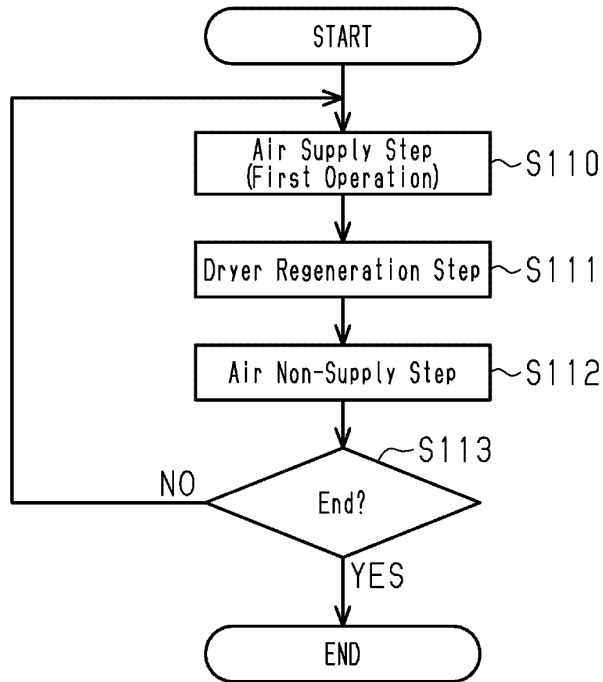 START
Air Supply Step
(First Operation)
S110
Dryer Regeneration Step
S111
Air Non-Supply Step
S112
S113
NO
End?
YES
END